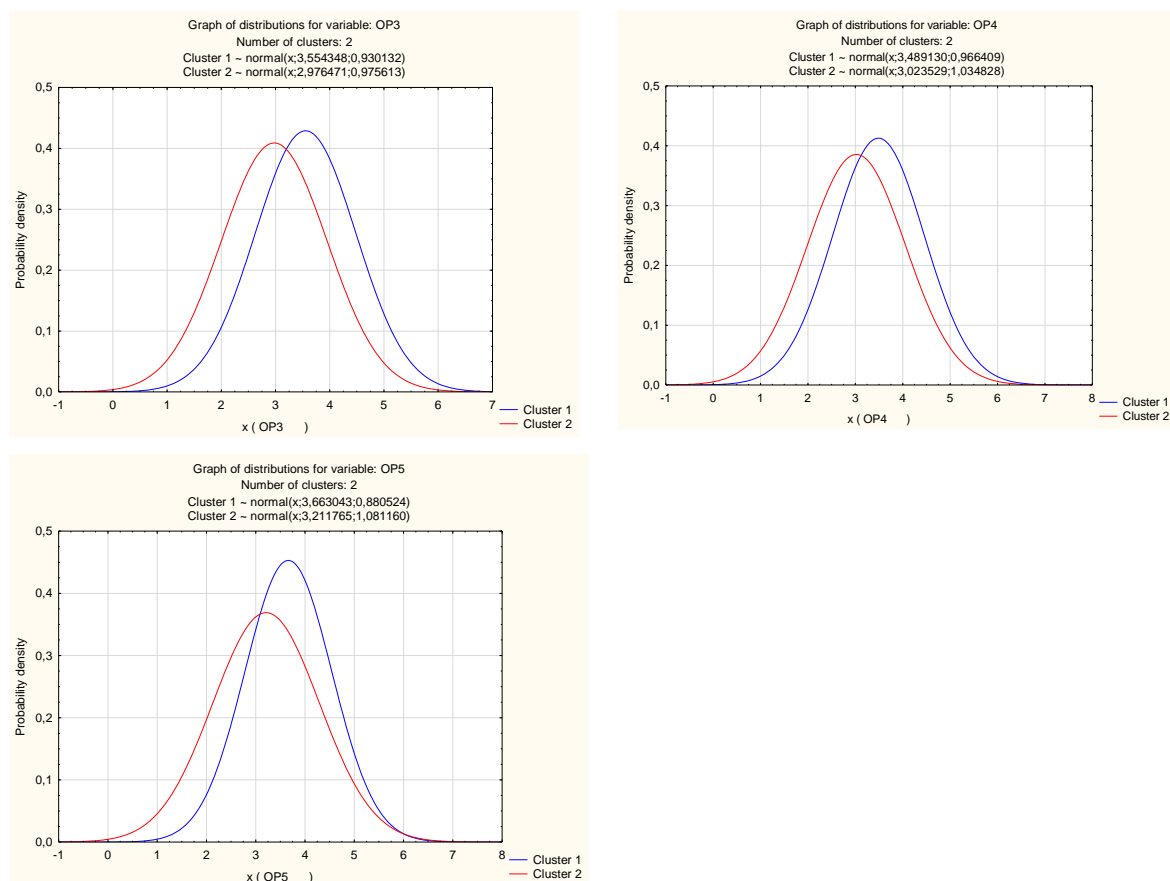 Graph of distributions for variable: OP3
Number of clusters: 2
Cluster 1 ~ normal(x;3,554348;0,930132)
Cluster 2 ~ normal(x;2,976471;0,975613)
0,5
0,4
0,3
0,2
0,1
0,0
Probability density
-1 0 1 2 3 4 5 6 7
x ( OP3 )
Cluster 1
Cluster 2
Graph of distributions for variable: OP4
Number of clusters: 2
Cluster 1 ~ normal(x;3,489130;0,966409)
Cluster 2 ~ normal(x;3,023529;1,034828)
0,5
0,4
0,3
0,2
0,1
0,0
Probability density
-1 0 1 2 3 4 5 6 7 8
x ( OP4 )
Cluster 1
Cluster 2
Graph of distributions for variable: OP5
Number of clusters: 2
Cluster 1 ~ normal(x;3,663043;0,880524)
Cluster 2 ~ normal(x;3,211765;1,081160)
0,5
0,4
0,3
0,2
0,1
0,0
Probability density
-1 0 1 2 3 4 5 6 7 8
x ( OP5 )
Cluster 1
Cluster 2